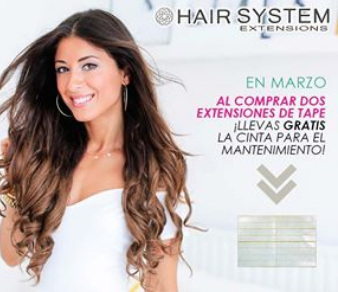 HAIR SYSTEM
EXTENSIONS
EN MARZO
AL COMPRAR DOS
EXTENSIONES DE TAPE
¡LLEVAS GRATIS
LA CINTA PARA EL
MANTENIMIENTO!